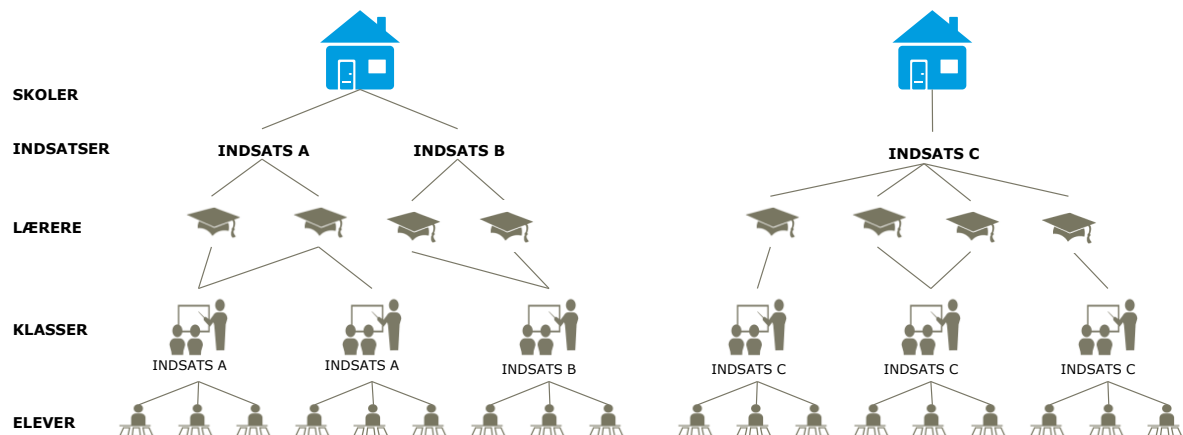 SKOLER
INDSATSER
INDSATS A
INDSATS B
INDSATS C
LÆRERE
KLASSER
INDSATS A
INDSATS A
INDSATS B
INDSATS C
INDSATS C
INDSATS C
ELEVER